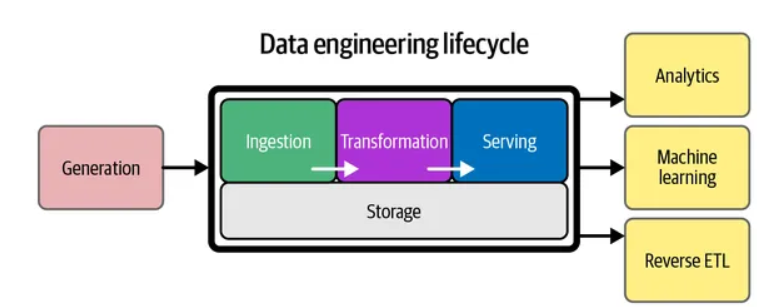 Data engineering lifecycle
Generation
Ingestion
Transformation
Serving
Storage
Analytics
Machine
learning
Reverse ETL